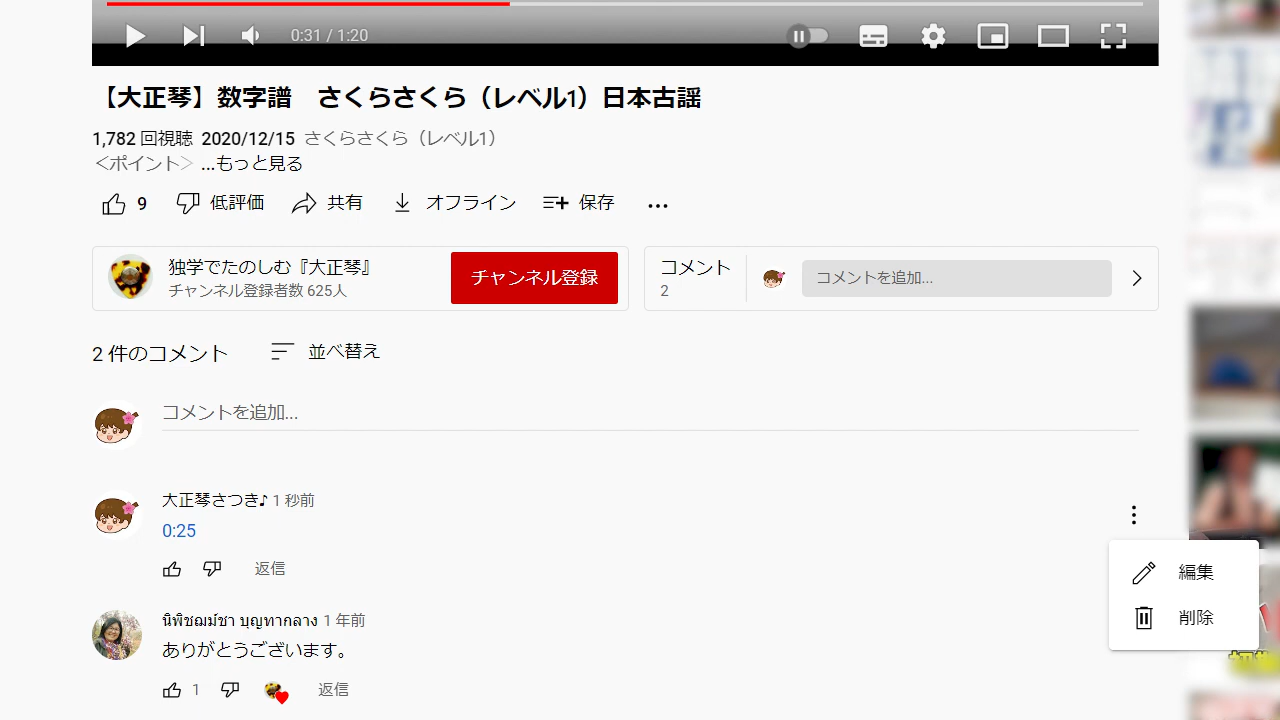 0:31 / 1:20
【大正琴】数字譜　さくらさくら（レベル1）日本古謡
1,782 回視聴 2020/12/15 さくらさくら（レベル1）
＜ポイント＞ ...もっと見る
9 低評価 共有 オフライン 保存 ...
独学でたのしむ『大正琴』
チャンネル登録者数 625人
チャンネル登録
コメント
2
コメントを追加...
2 件のコメント 並べ替え
コメントを追加...
大正琴さつき♪ 1 秒前
0:25
返信
編集
削除
นิพิชฌม์ชา บุญทากลาง 1 年前
ありがとうございます。
1 返信